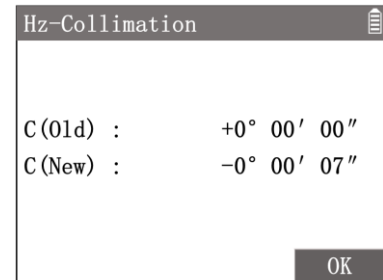 Hz-Collimation
C(Old) : +0° 00′ 00″
C(New) : -0° 00′ 07″
OK